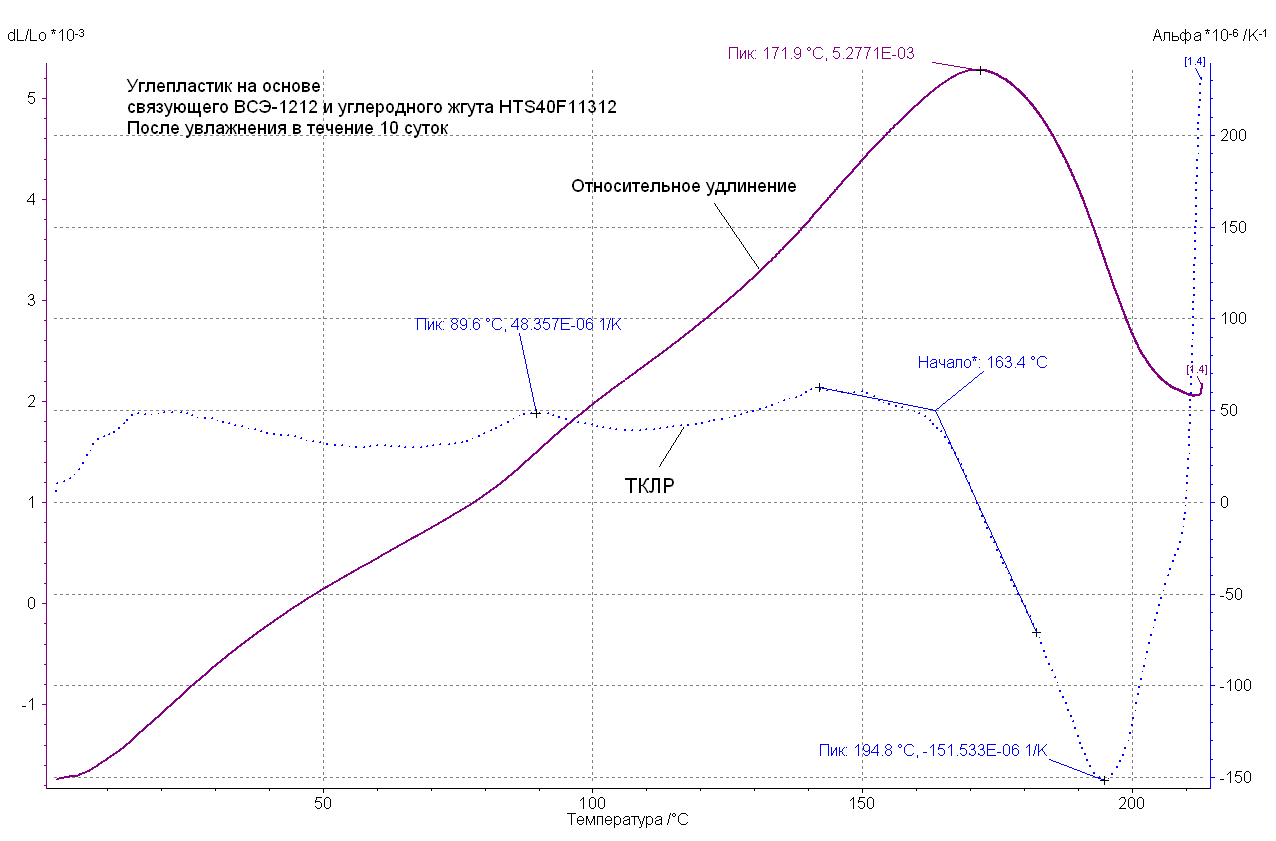 dL/Lo *10-3
Альфа *10-6 /K-1
[1.4]
Пик: 171.9 °C, 5.2771E-03
Углепластик на основе
связующего ВСЭ-1212 и углеродного жгута HTS40F11312
После увлажнения в течение 10 суток
Относительное удлинение
Пик: 89.6 °C, 48.357E-06 1/K
Начало*: 163.4 °C
[1.4]
ТКЛР
Пик: 194.8 °C, -151.533E-06 1/K
5
4
3
2
1
0
-1
200
150
100
50
0
-50
-100
-150
50
100
150
200
Температура /°C